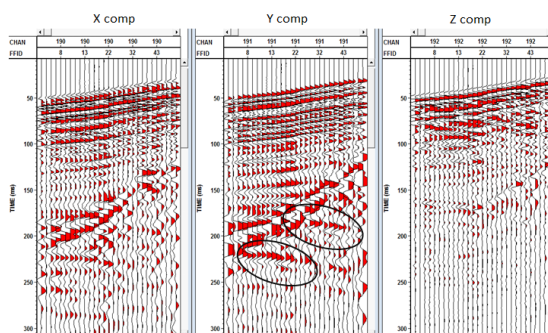 X comp
Y comp
Z comp
CHAN 190 190 190 190 190
FFID 8 13 22 32 43
CHAN 191 191 191 191 191
FFID 8 13 22 32 43
CHAN 192 192 192 192 192
FFID 8 13 22 32 43
TIME (ms)
50
100
150
200
250
300
TIME (ms)
50
100
150
200
250
300
TIME (ms)
50
100
150
200
250
300